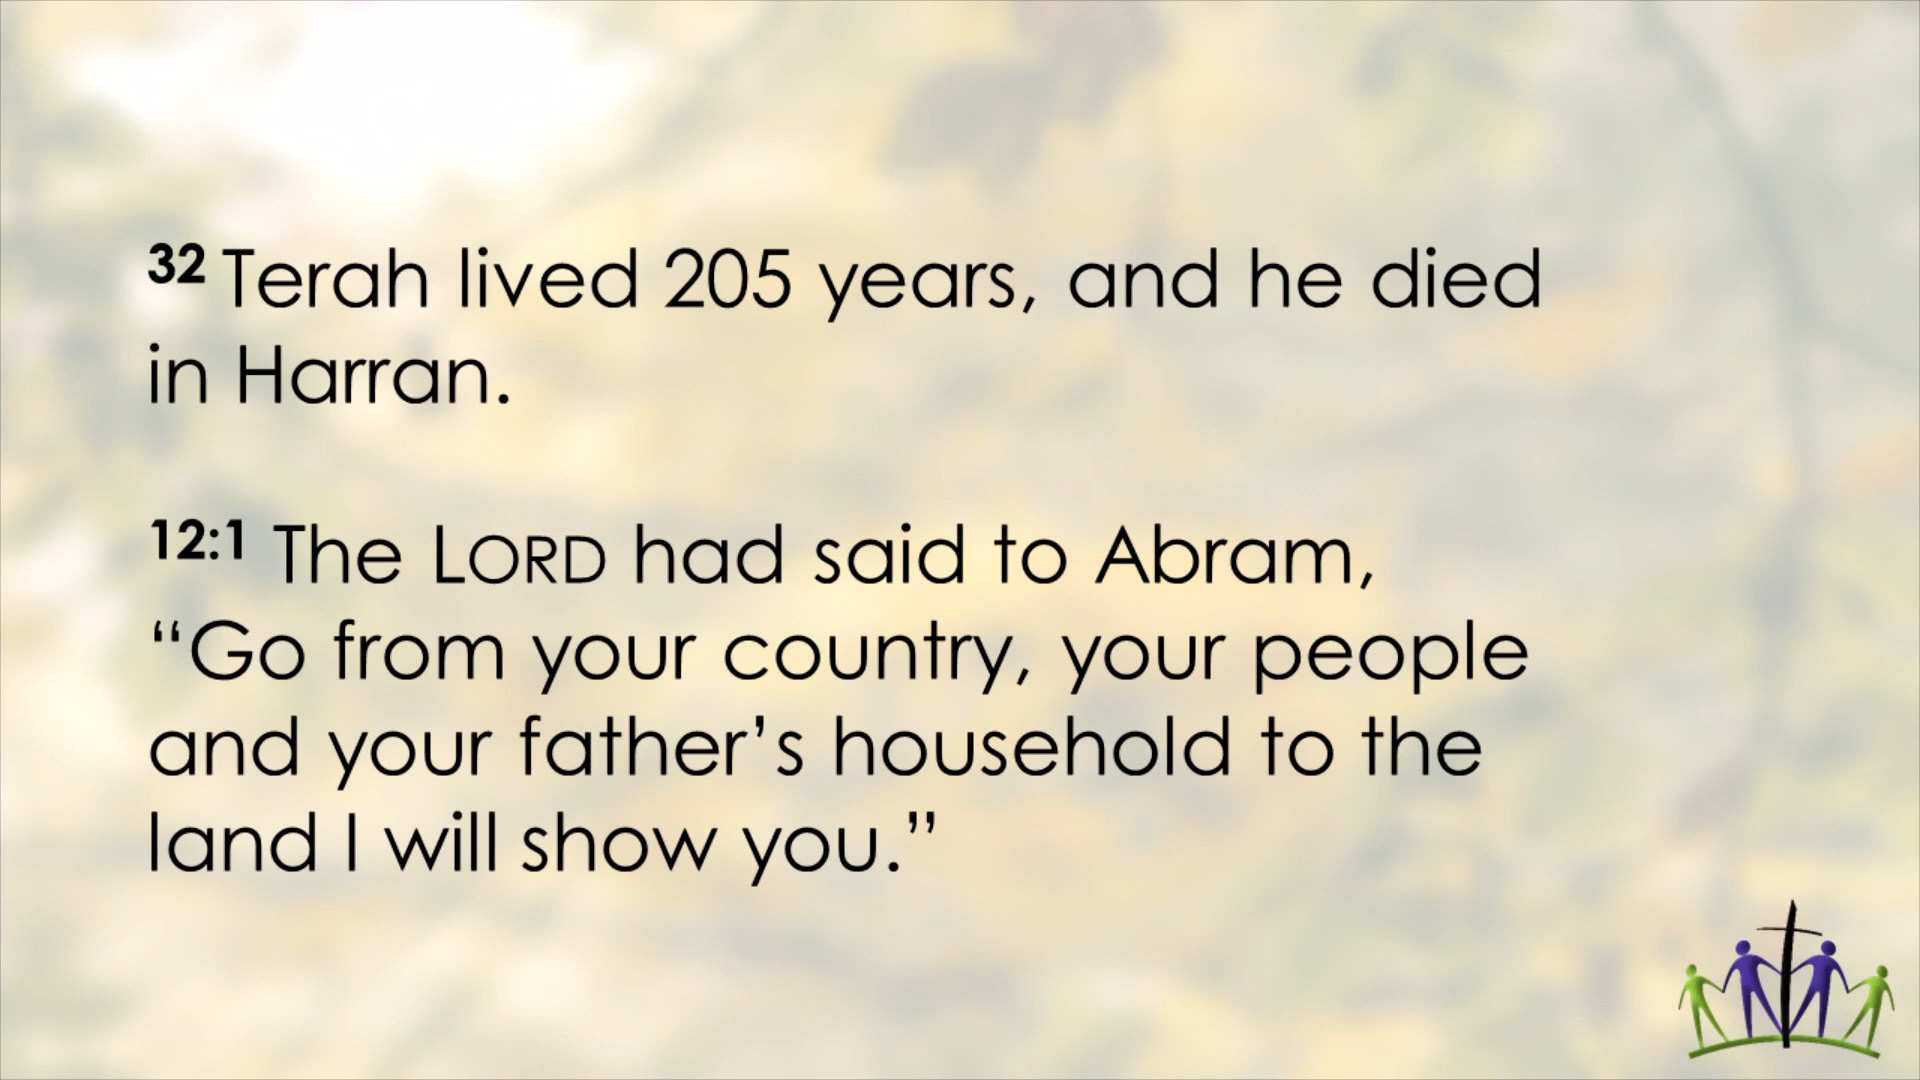 32 Terah lived 205 years, and he died
in Harran.
12:1 The LORD had said to Abram,
“Go from your country, your people
and your father’s household to the
land I will show you.”